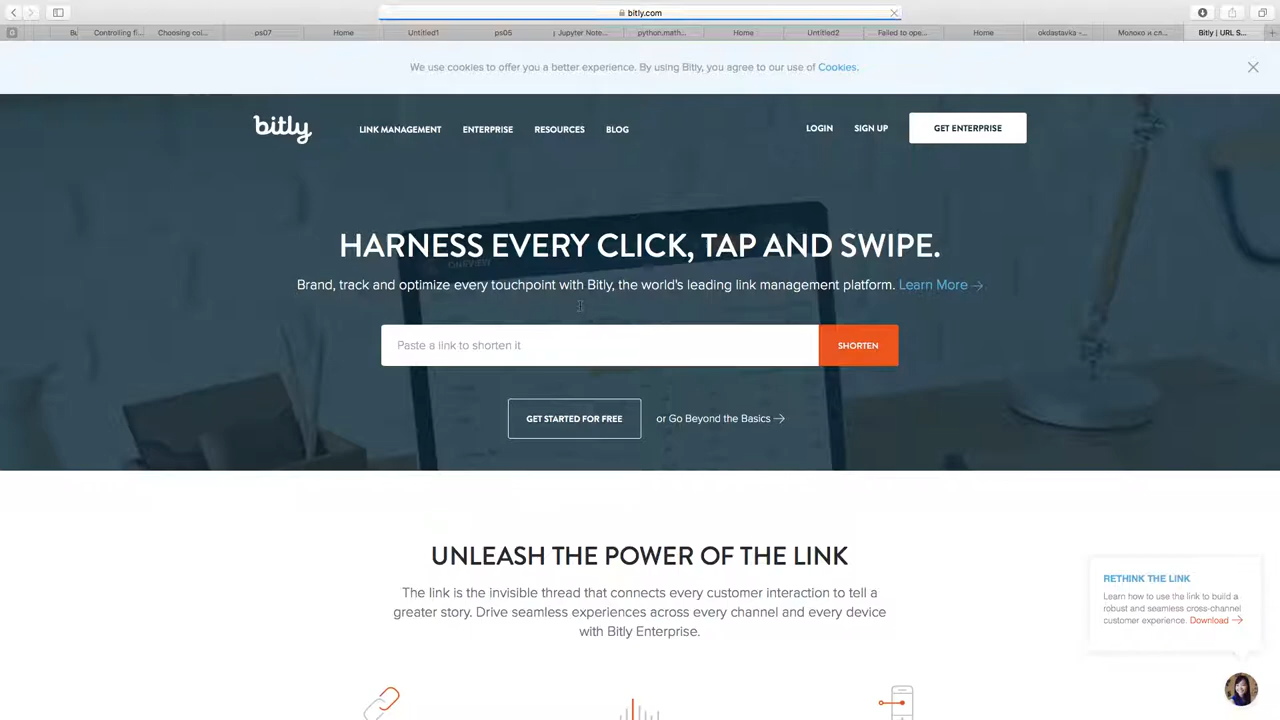 bitly.com
Bu
Controlling fi...
Choosing col...
ps07
Home
Untitled1
ps05
Jupyter Note...
python.math...
Home
Untitled2
Failed to ope...
Home
okdastavka -...
Молоко и сл...
Bitly | URL S...
We use cookies to offer you a better experience. By using Bitly, you agree to our use of Cookies.
bitly
LINK MANAGEMENT
ENTERPRISE
RESOURCES
BLOG
LOGIN
SIGN UP
GET ENTERPRISE
HARNESS EVERY CLICK, TAP AND SWIPE.
Brand, track and optimize every touchpoint with Bitly, the world's leading link management platform. Learn More
Paste a link to shorten it
SHORTEN
GET STARTED FOR FREE
or Go Beyond the Basics
UNLEASH THE POWER OF THE LINK
The link is the invisible thread that connects every customer interaction to tell a
greater story. Drive seamless experiences across every channel and every device
with Bitly Enterprise.
RETHINK THE LINK
Learn how to use the link to build a
robust and seamless cross-channel
customer experience. Download